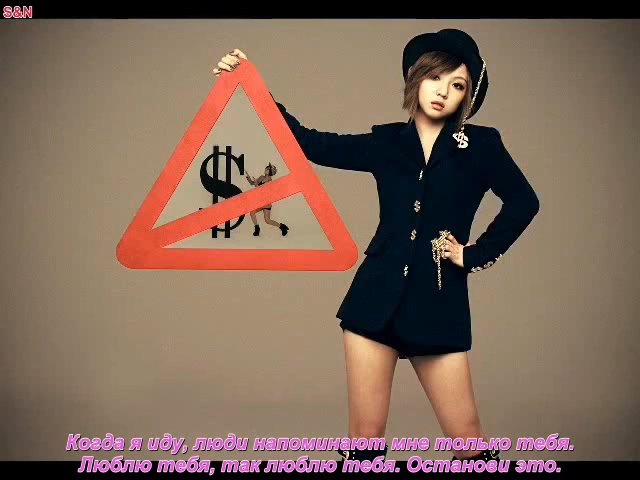 S&N
$
$
Когда я иду, люди напоминают мне только тебя.
Люблю тебя, так люблю тебя. Останови это.